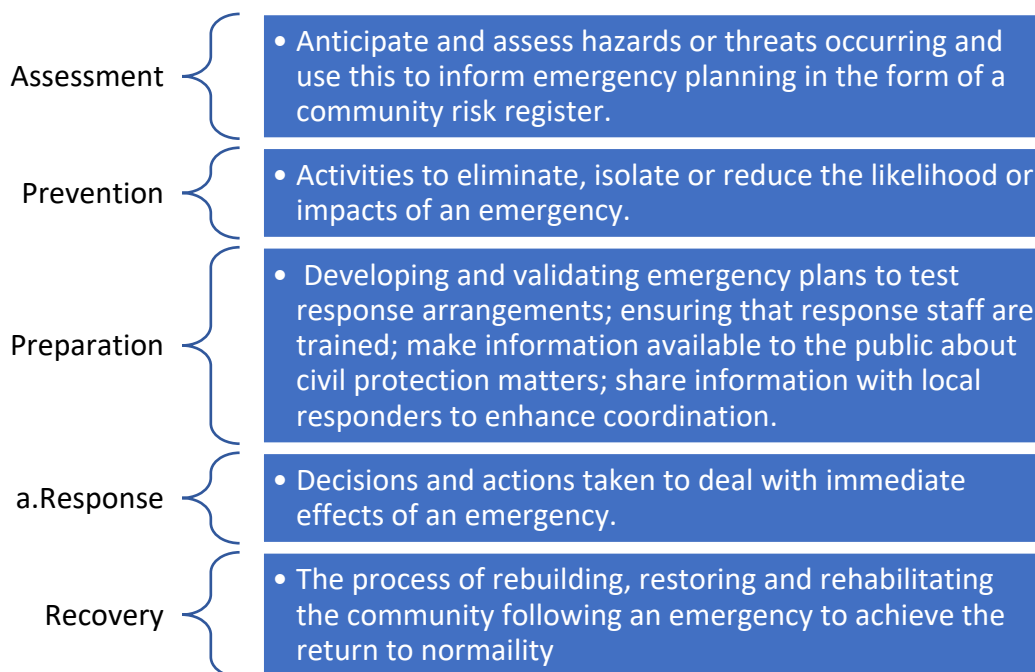 Assessment
• Anticipate and assess hazards or threats occurring and
use this to inform emergency planning in the form of a
community risk register.
Prevention
• Activities to eliminate, isolate or reduce the likelihood or
impacts of an emergency.
Preparation
• Developing and validating emergency plans to test
response arrangements; ensuring that response staff are
trained; make information available to the public about
civil protection matters; share information with local
responders to enhance coordination.
a.Response
• Decisions and actions taken to deal with immediate
effects of an emergency.
Recovery
• The process of rebuilding, restoring and rehabilitating
the community following an emergency to achieve the
return to normaility